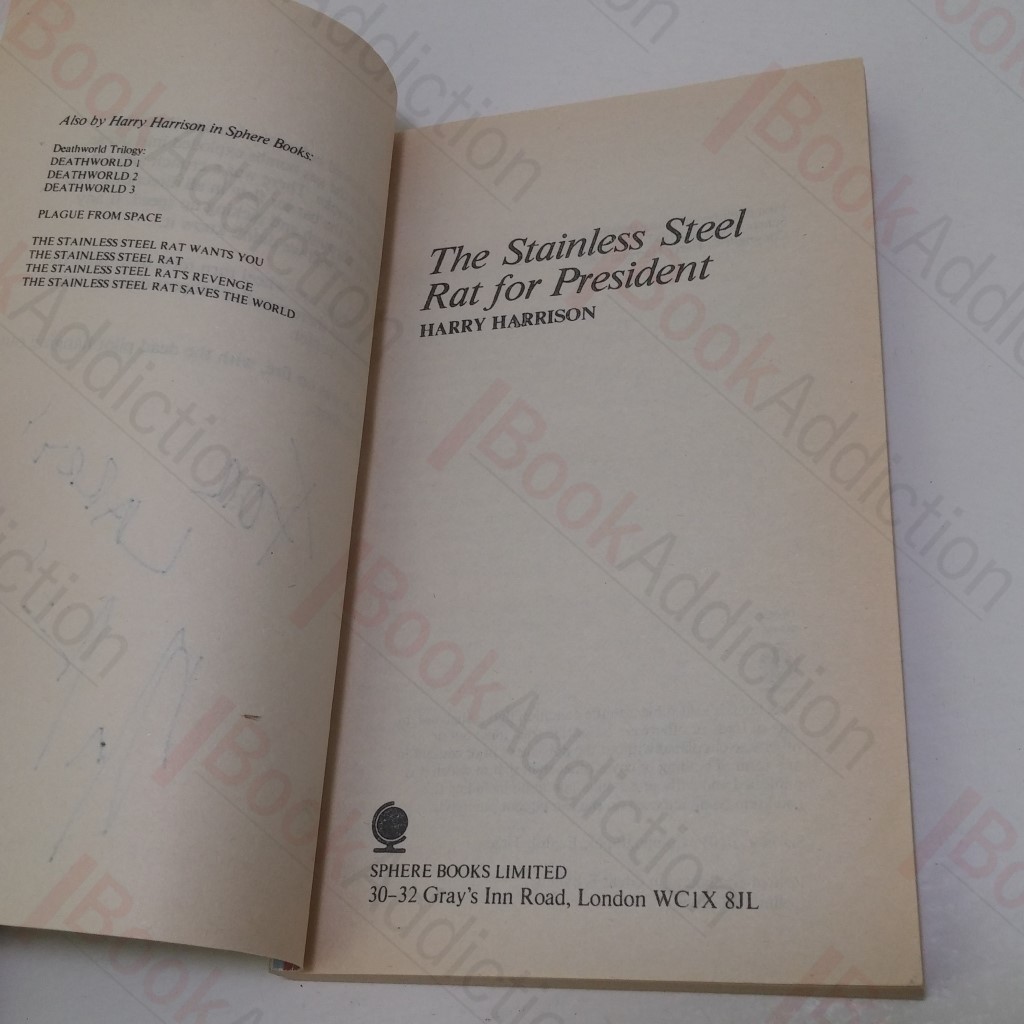 Also by Harry Harrison in Sphere Books:
Deathworld Trilogy:
DEATHWORLD 1
DEATHWORLD 2
DEATHWORLD 3
PLAGUE FROM SPACE
THE STAINLESS STEEL RAT WANTS YOU
THE STAINLESS STEEL RAT
THE STAINLESS STEEL RAT'S REVENGE
THE STAINLESS STEEL RAT SAVES THE WORLD
The Stainless Steel
Rat for President
HARRY HARRISON
SPHERE BOOKS LIMITED
30–32 Gray's Inn Road, London WC1X 8JL
BookAddiction